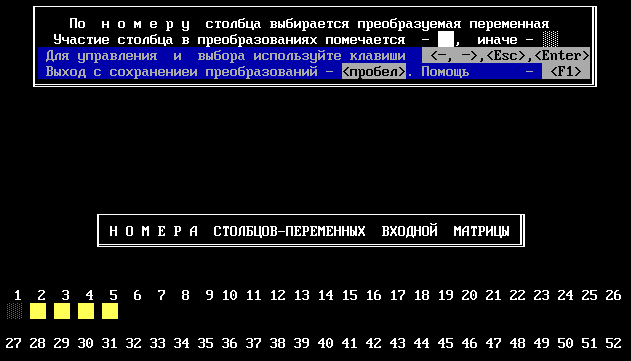 По н о м е р у столбца выбирается преобразуемая переменная
Участие столбца в преобразованиях помечается - , иначе -
Для управления и выбора используйте клавиши <-, ->,<Esc>,<Enter>
Выход с сохранениеи преобразований - <пробел>. Помощь - <F1>
Н О М Е Р А СТОЛБЦОВ-ПЕРЕМЕННЫХ ВХОДНОЙ МАТРИЦЫ
1 2 3 4 5 6 7 8 9 10 11 12 13 14 15 16 17 18 19 20 21 22 23 24 25 26
27 28 29 30 31 32 33 34 35 36 37 38 39 40 41 42 43 44 45 46 47 48 49 50 51 52